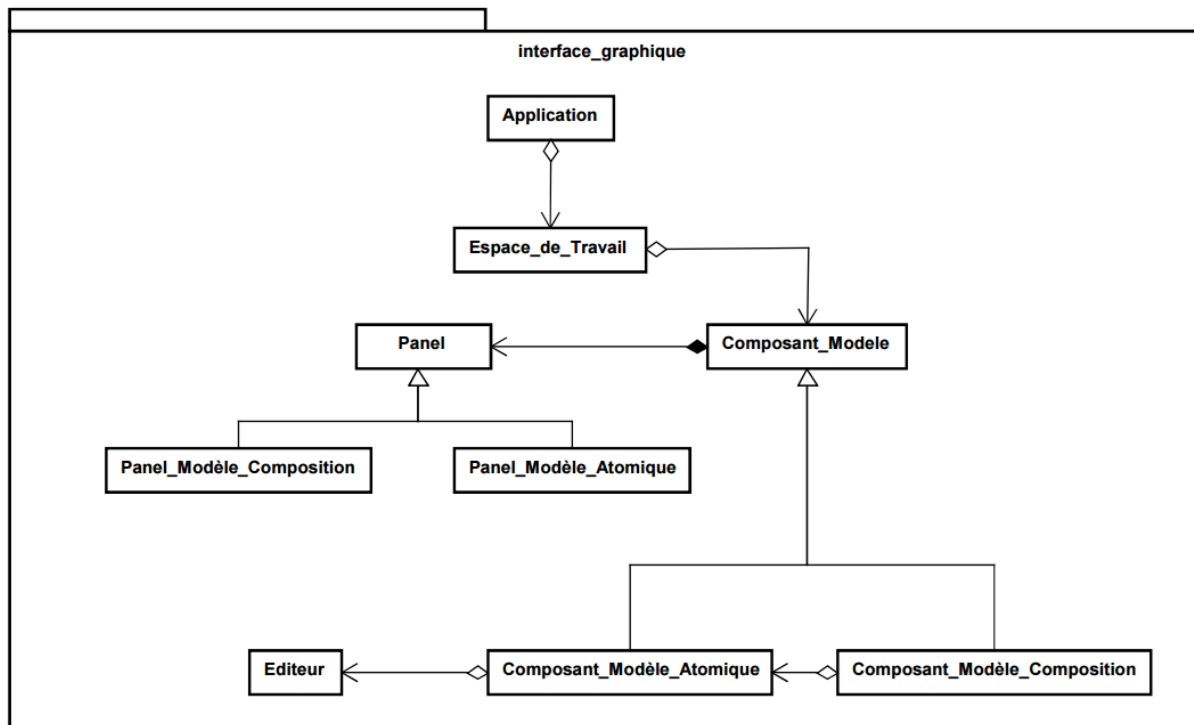 interface_graphique
Application
Espace_de_Travail
Panel
Composant_Modele
Panel_Modèle_Composition
Panel_Modèle_Atomique
Editeur
Composant_Modèle_Atomique
Composant_Modèle_Composition